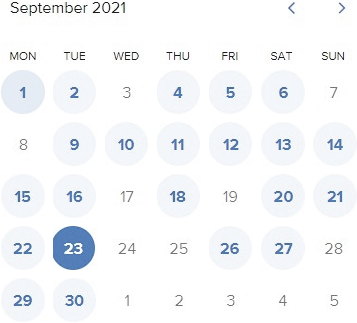 September 2021 < >
MON TUE WED THU FRI SAT SUN
1 2 3 4 5 6 7
8 9 10 11 12 13 14
15 16 17 18 19 20 21
22 23 24 25 26 27 28
29 30 1 2 3 4 5